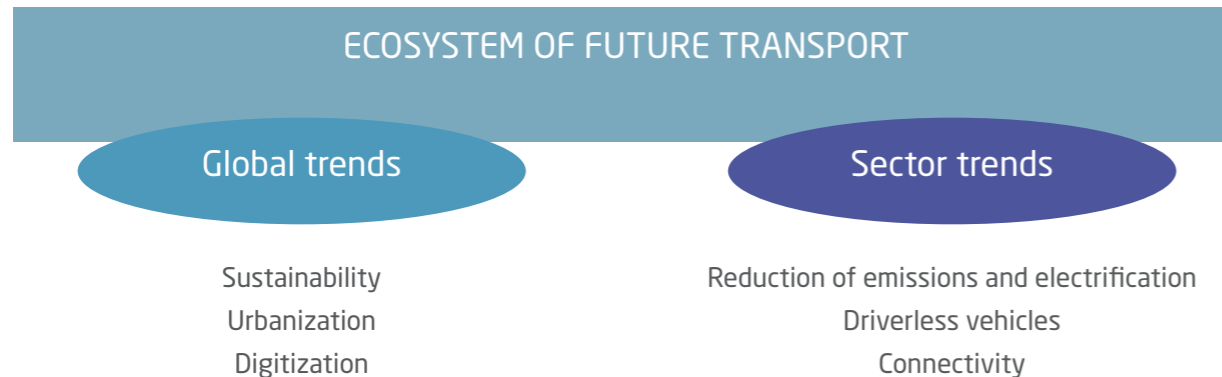 ECOSYSTEM OF FUTURE TRANSPORT
Global trends
Sustainability
Urbanization
Digitization
Sector trends
Reduction of emissions and electrification
Driverless vehicles
Connectivity